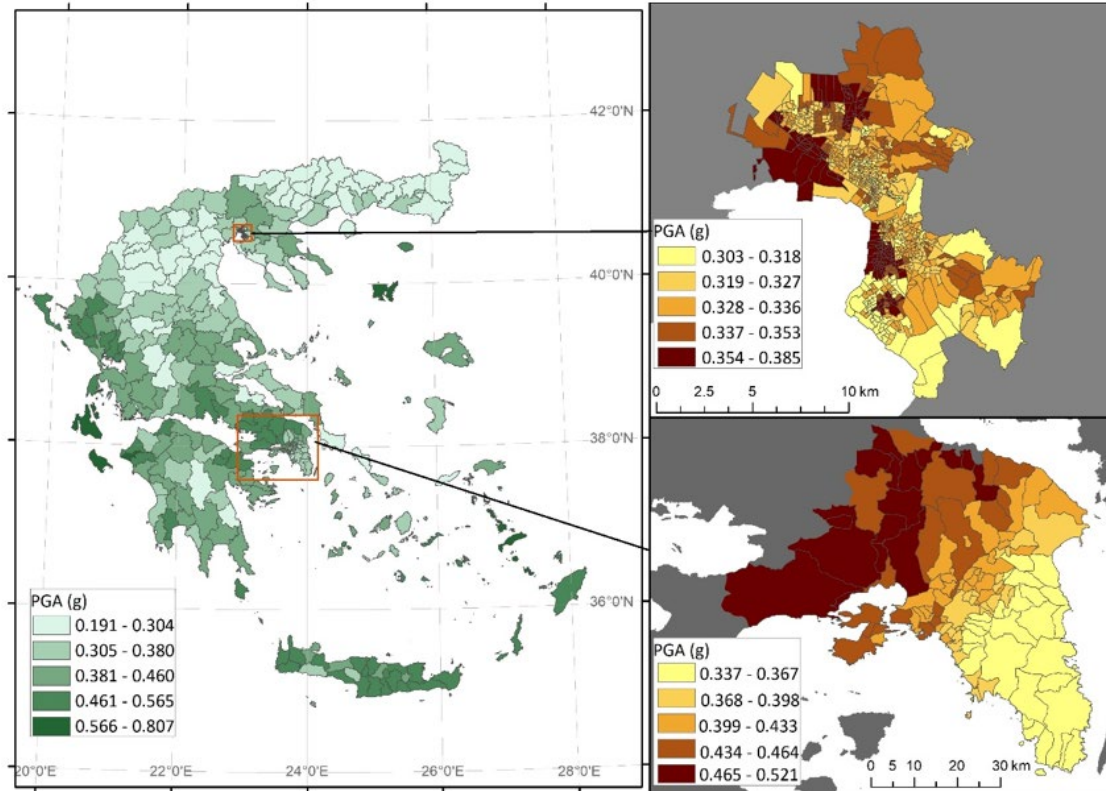 42°0'N
40°0'N
38°0'N
36°0'N
PGA (g)
0.191 - 0.304
0.305 - 0.380
0.381 - 0.460
0.461 - 0.565
0.566 - 0.807
20°0'E
22°0'E
24°0'E
26°0'E
28°0'E
PGA (g)
0.303 - 0.318
0.319 - 0.327
0.328 - 0.336
0.337 - 0.353
0.354 - 0.385
0 2.5 5 10 km
PGA (g)
0.337 - 0.367
0.368 - 0.398
0.399 - 0.433
0.434 - 0.464
0.465 - 0.521
0 5 10 20 30 km